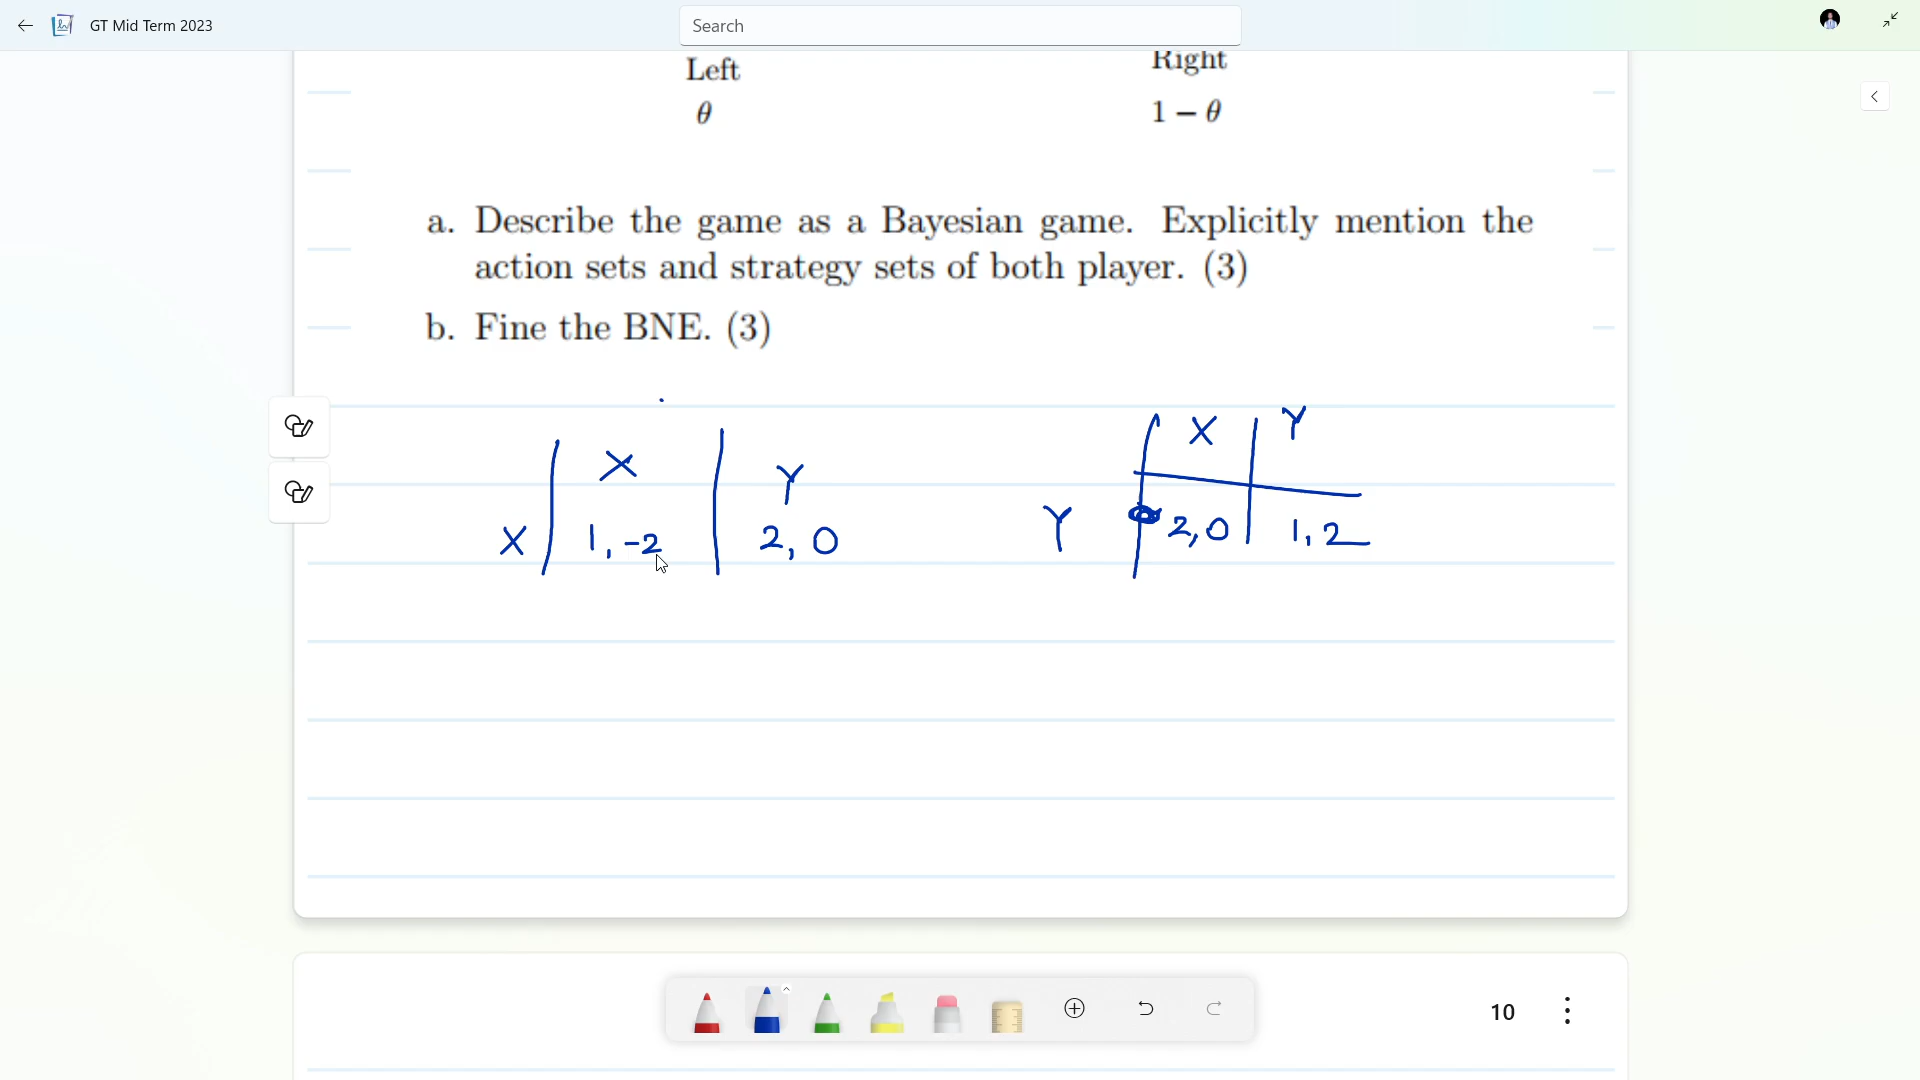 GT Mid Term 2023
Search
Left Right
θ 1 − θ
a. Describe the game as a Bayesian game. Explicitly mention the
action sets and strategy sets of both player. (3)
b. Fine the BNE. (3)
X Y X Y
X 1, -2 2, 0 Y 2, 0 1, 2
10